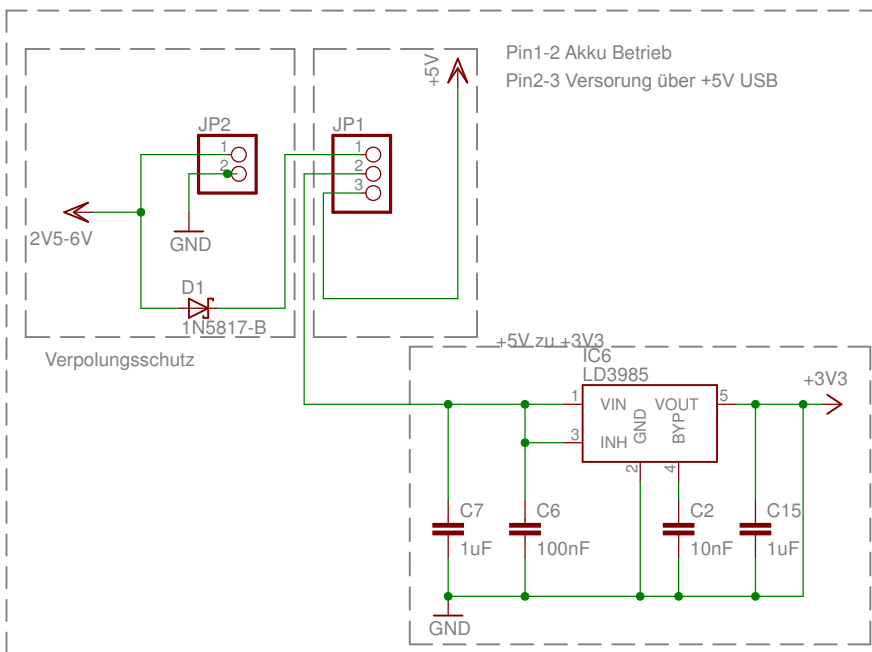 Pin1-2 Akku Betrieb
Pin2-3 Versorung über +5V USB
+5V
JP2
1
2
JP1
1
2
3
2V5-6V
GND
D1
1N5817-B
Verpolungsschutz
+5V zu +3V3
IC6
LD3985
+3V3
1
VIN
VOUT
5
3
INH
GND
BYP
2
4
C7
1uF
C6
100nF
C2
10nF
C15
1uF
GND